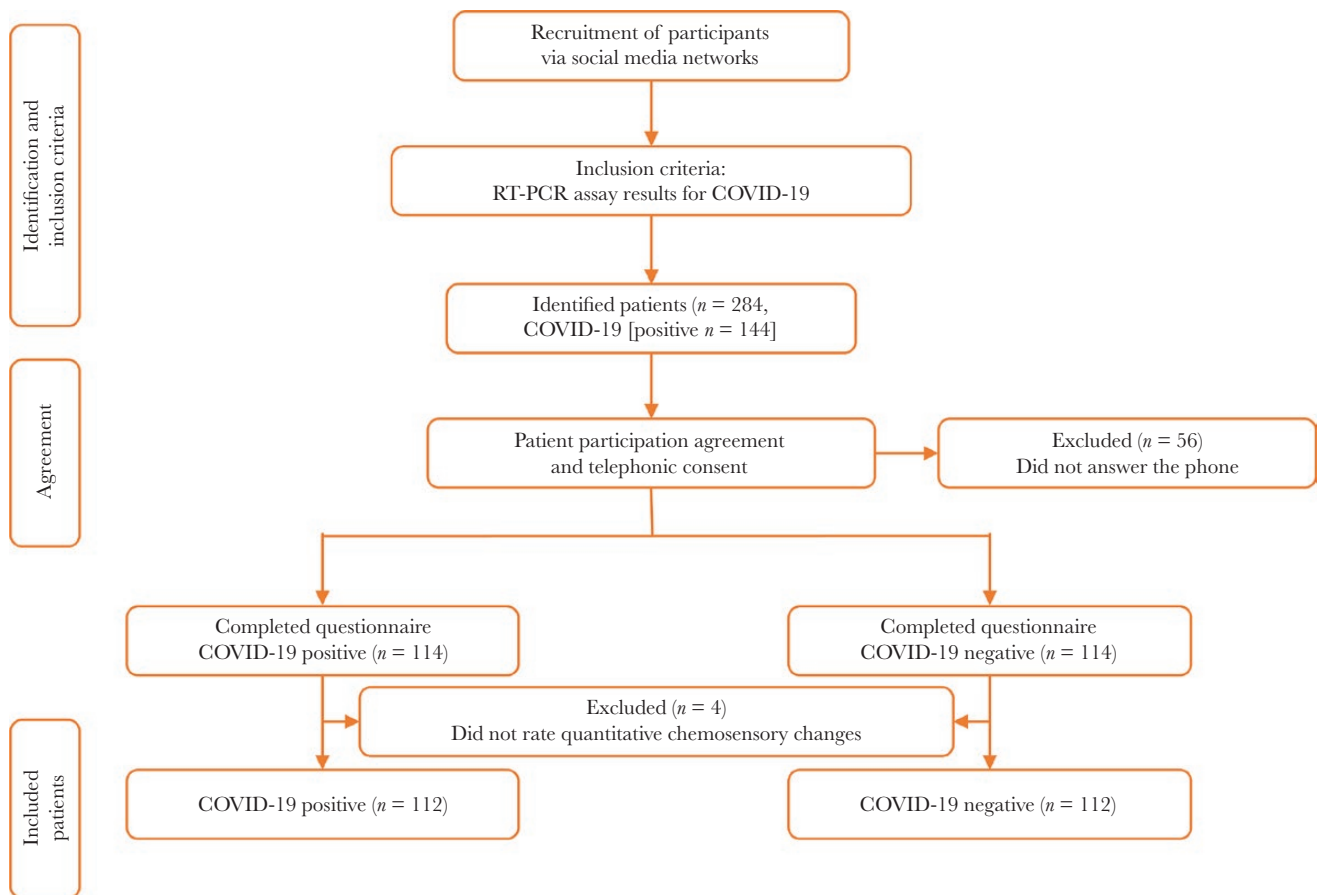 Identification and
inclusion criteria
Recruitment of participants
via social media networks
Inclusion criteria:
RT-PCR assay results for COVID-19
Identified patients (n = 284,
COVID-19 [positive n = 144]
Agreement
Patient participation agreement
and telephonic consent
Excluded (n = 56)
Did not answer the phone
Completed questionnaire
COVID-19 positive (n = 114)
Completed questionnaire
COVID-19 negative (n = 114)
Excluded (n = 4)
Did not rate quantitative chemosensory changes
Included
patients
COVID-19 positive (n = 112)
COVID-19 negative (n = 112)